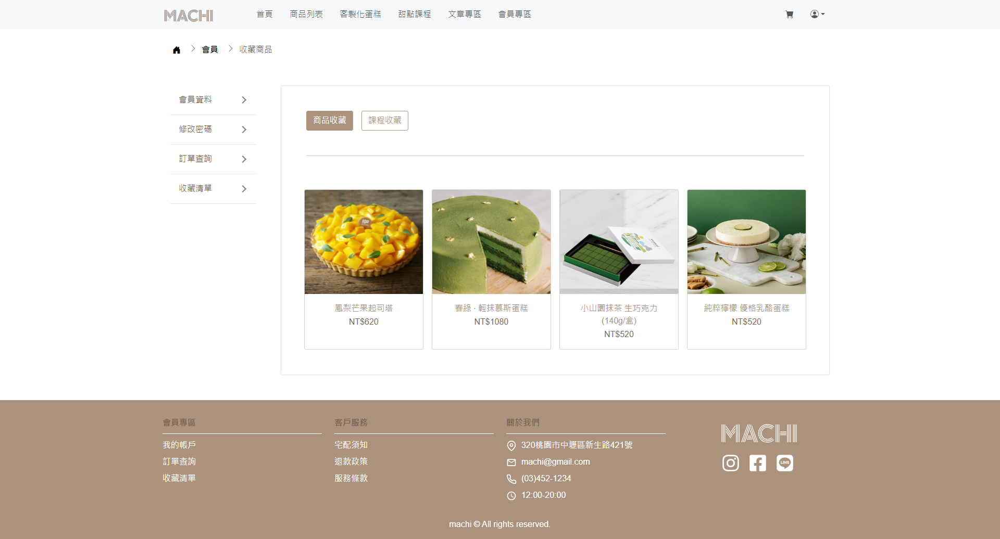 MACHI
首頁 商品列表 客製化蛋糕 甜點課程 文章專區 會員專區
會員 收藏商品
會員資料
修改密碼
訂單查詢
收藏清單
商品收藏 課程收藏
鳳梨芒果起司塔
NT$620
春綠 · 輕抹慕斯蛋糕
NT$1080
小山園抹茶 生巧克力
(140g/盒)
NT$520
純粹檸檬 優格乳酪蛋糕
NT$520
會員專區
我的帳戶
訂單查詢
收藏清單
客戶服務
宅配須知
退款政策
服務條款
關於我們
320桃園市中壢區新生路421號
machi@gmail.com
(03)452-1234
12:00-20:00
MACHI
LINE
machi © All rights reserved.